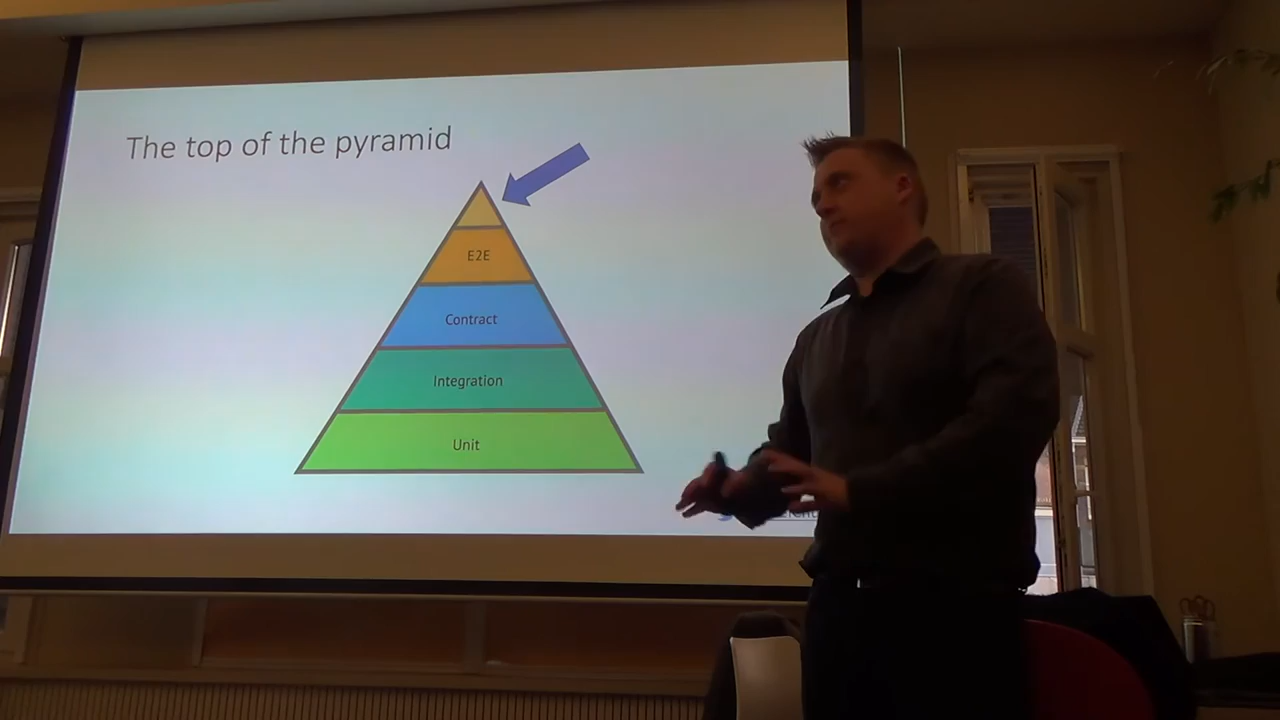 The top of the pyramid
E2E
Contract
Integration
Unit